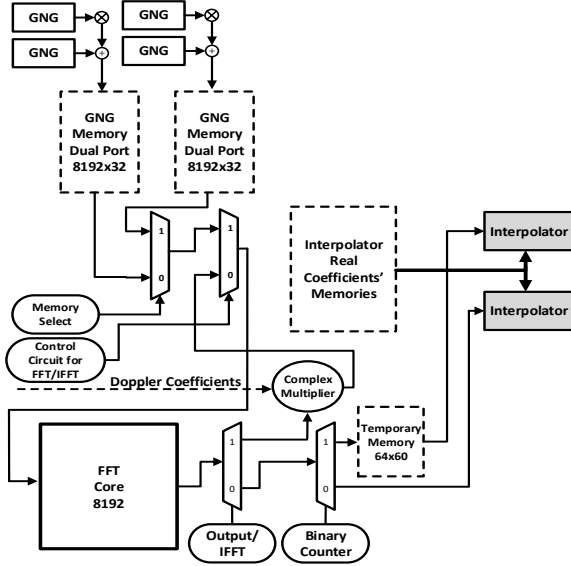 GNG
GNG
GNG
GNG
GNG
Memory
Dual Port
8192x32
GNG
Memory
Dual Port
8192x32
1
0
1
0
Interpolator
Real
Coefficients'
Memories
Interpolator
Interpolator
Memory
Select
Control
Circuit for
FFT/IFFT
Doppler Coefficients
Complex
Multiplier
FFT
Core
8192
1
0
1
0
Temporary
Memory
64x60
Output/
IFFT
Binary
Counter